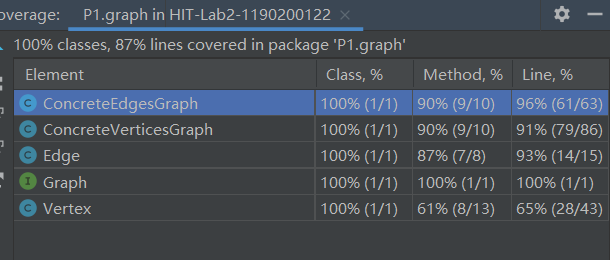 overage: P1.graph in HIT-Lab2-1190200122
100% classes, 87% lines covered in package 'P1.graph'
Element Class, % Method, % Line, %
C ConcreteEdgesGraph 100% (1/1) 90% (9/10) 96% (61/63)
C ConcreteVerticesGraph 100% (1/1) 90% (9/10) 91% (79/86)
C Edge 100% (1/1) 87% (7/8) 93% (14/15)
I Graph 100% (1/1) 100% (1/1) 100% (1/1)
C Vertex 100% (1/1) 61% (8/13) 65% (28/43)